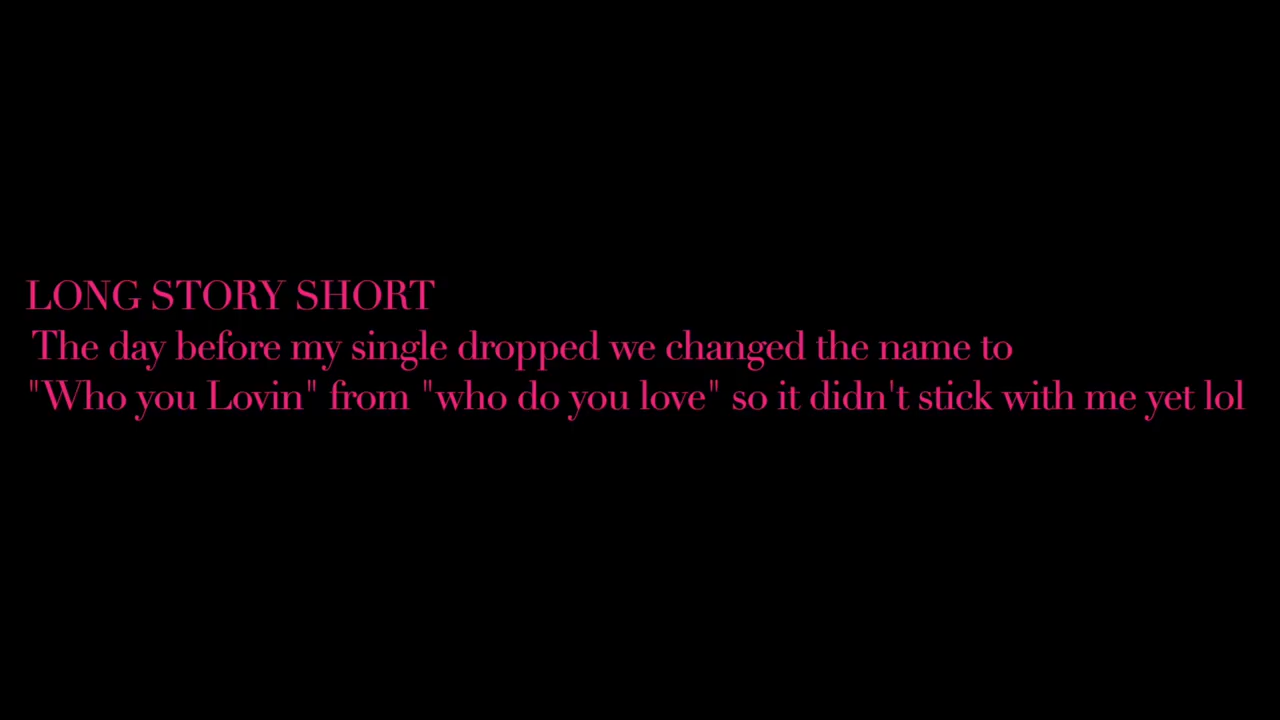 LONG STORY SHORT
The day before my single dropped we changed the name to
"Who you Lovin" from "who do you love" so it didn't stick with me yet lol